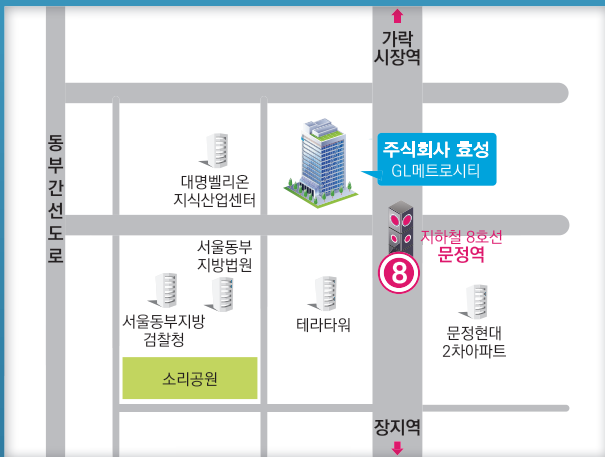 가락
시장역
동부간선도로
대명벨리온
지식산업센터
주식회사 효성
GL메트로시티
지하철 8호선
문정역
8
서울동부
지방법원
서울동부지방
검찰청
테라타워
문정현대
2차아파트
소리공원
장지역